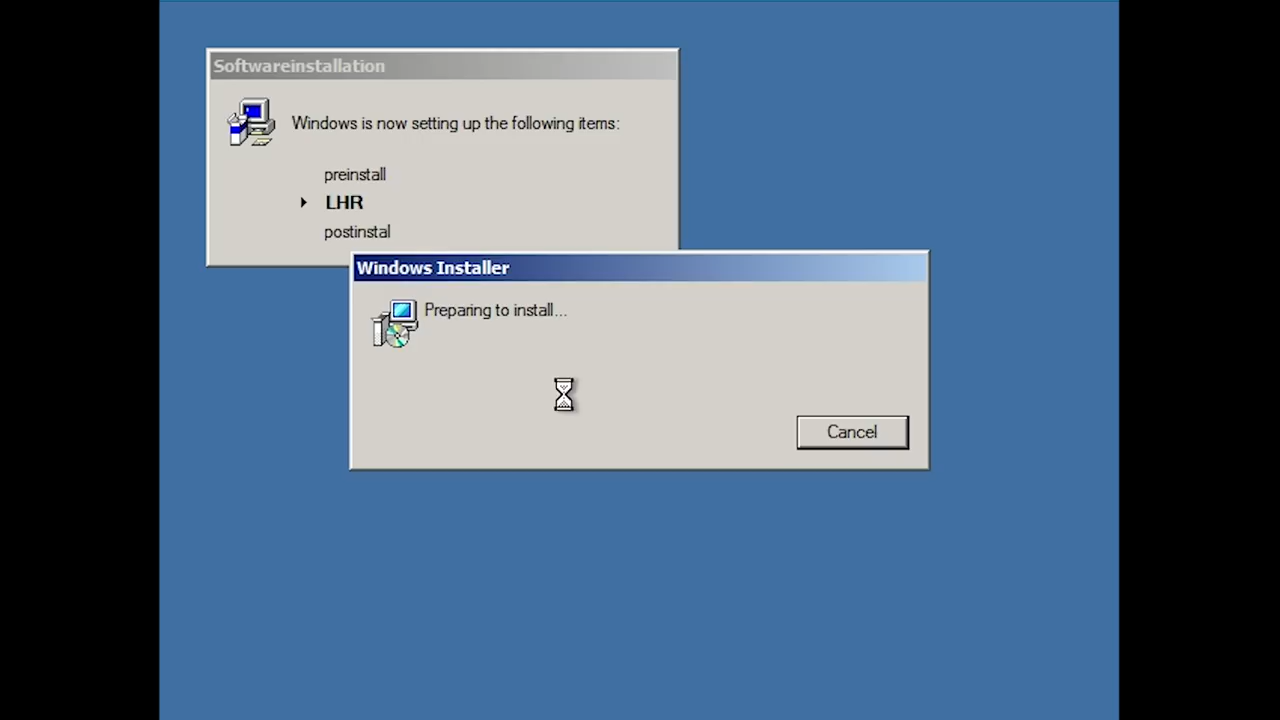 Softwareinstallation
Windows is now setting up the following items:
preinstall
LHR
postinstal
Windows Installer
Preparing to install...
Cancel